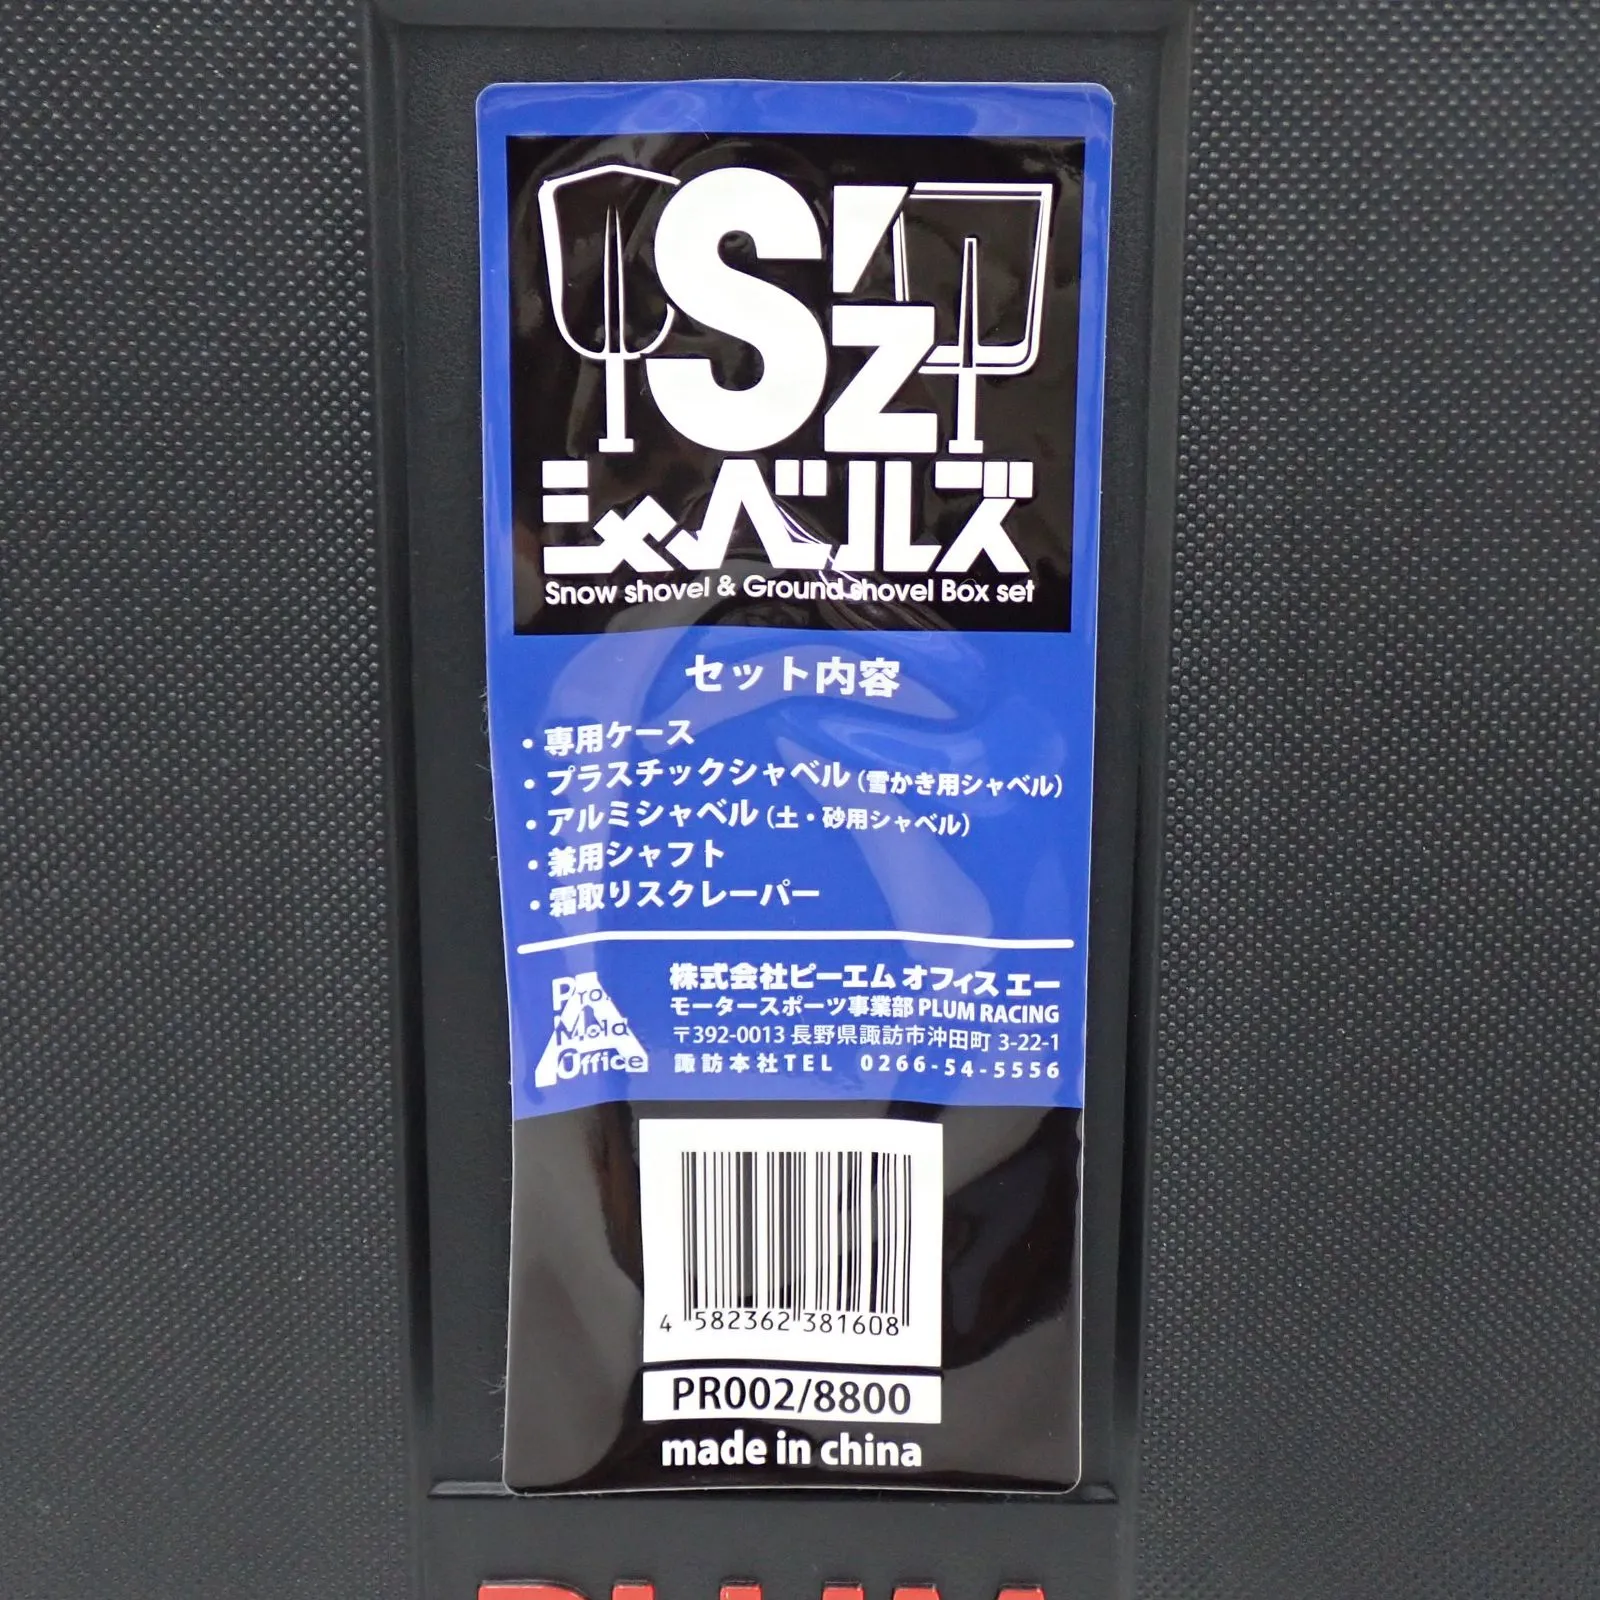 S'z
シャベルズ
Snow shovel & Ground shovel Box set
セット内容
・専用ケース
・プラスチックシャベル（雪かき用シャベル）
・アルミシャベル（土・砂用シャベル）
・兼用シャフト
・霜取りスクレーパー
Pro
Mold
Office
株式会社ピーエム オフィス エー
モータースポーツ事業部 PLUM RACING
〒392-0013 長野県諏訪市沖田町 3-22-1
諏訪本社TEL 0266-54-5556
4 582362 381608
PR002/8800
made in china
PLUM